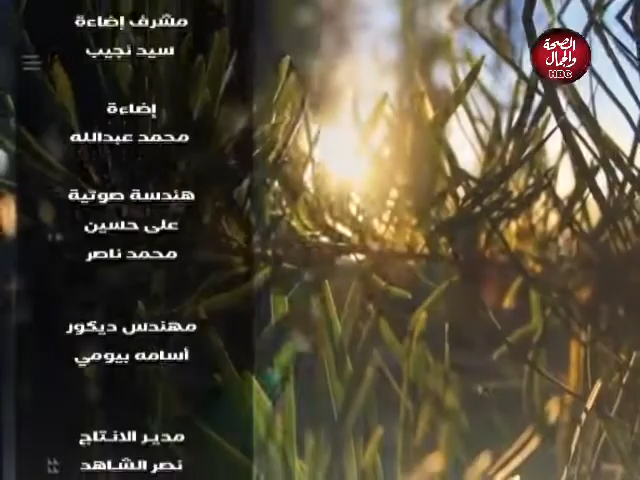 مشرف إضاءة
سيد نجيب
إضاءة
محمد عبدالله
هندسة صوتية
على حسين
محمد ناصر
مهندس ديكور
أسامه بيومي
مدير الانتاج
نصر الشاهد
الصحة
والجمال
HBC